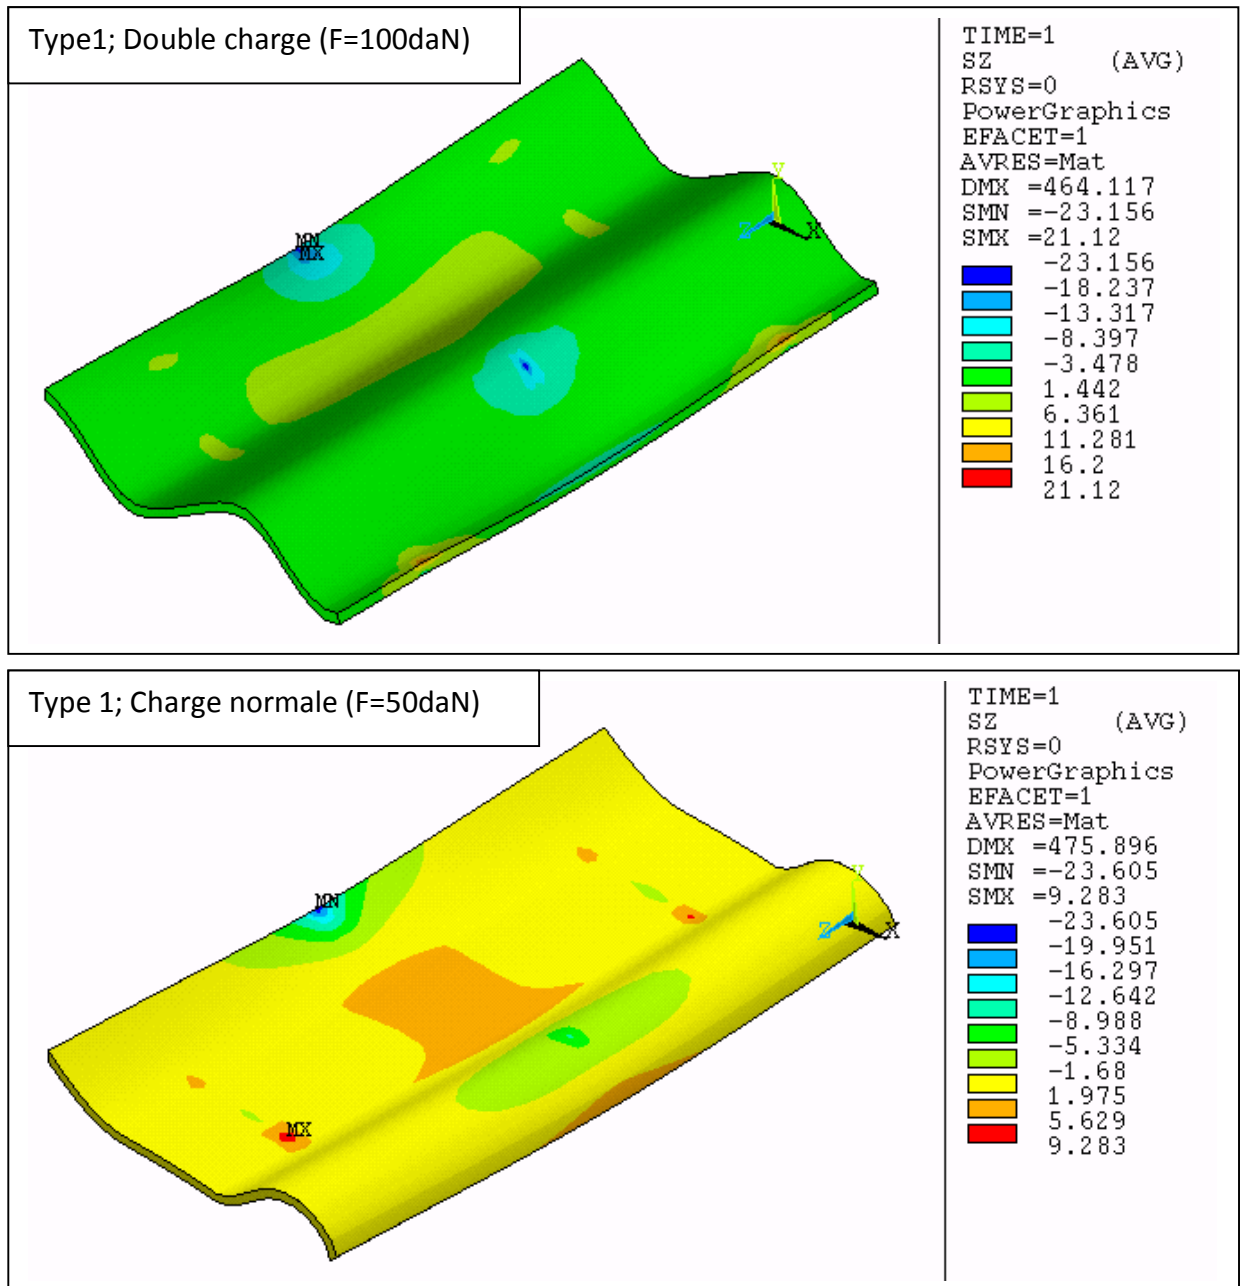 Type1; Double charge (F=100daN)
TIME=1
SZ (AVG)
RSYS=0
PowerGraphics
EFACET=1
AVRES=Mat
DMX =464.117
SMN =-23.156
SMX =21.12
-23.156
-18.237
-13.317
-8.397
-3.478
1.442
6.361
11.281
16.2
21.12
MN
MX
Y
Z
X
Type 1; Charge normale (F=50daN)
TIME=1
SZ (AVG)
RSYS=0
PowerGraphics
EFACET=1
AVRES=Mat
DMX =475.896
SMN =-23.605
SMX =9.283
-23.605
-19.951
-16.297
-12.642
-8.988
-5.334
-1.68
1.975
5.629
9.283
MN
MX
Y
Z
X